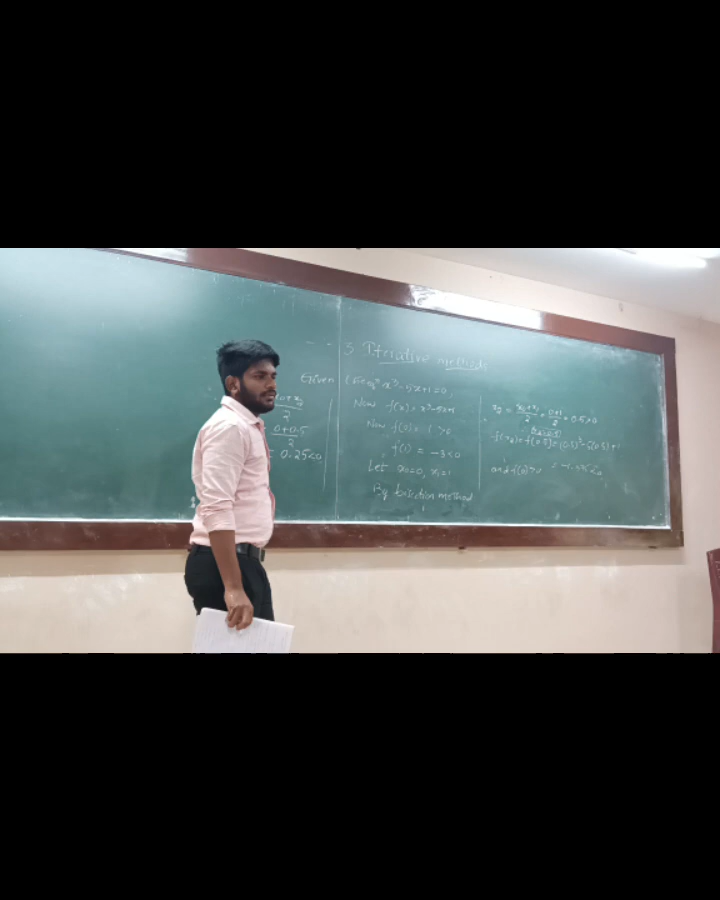 3 Iterative methods
Given x³-5x+1=0,
Now f(x) = x³-5x+1
Now f(0) = 1 >0
f(1) = -3<0
Let x₀=0, x₁=1
By bisection method
x₂ = x₀+x₁/2 = 0+1/2 = 0.5>0
f(x₂)=f(0.5)=(0.5)³-5(0.5)+1
and f(0)>0 = -1.375<0
2
0+0.5/2
= 0.25<0